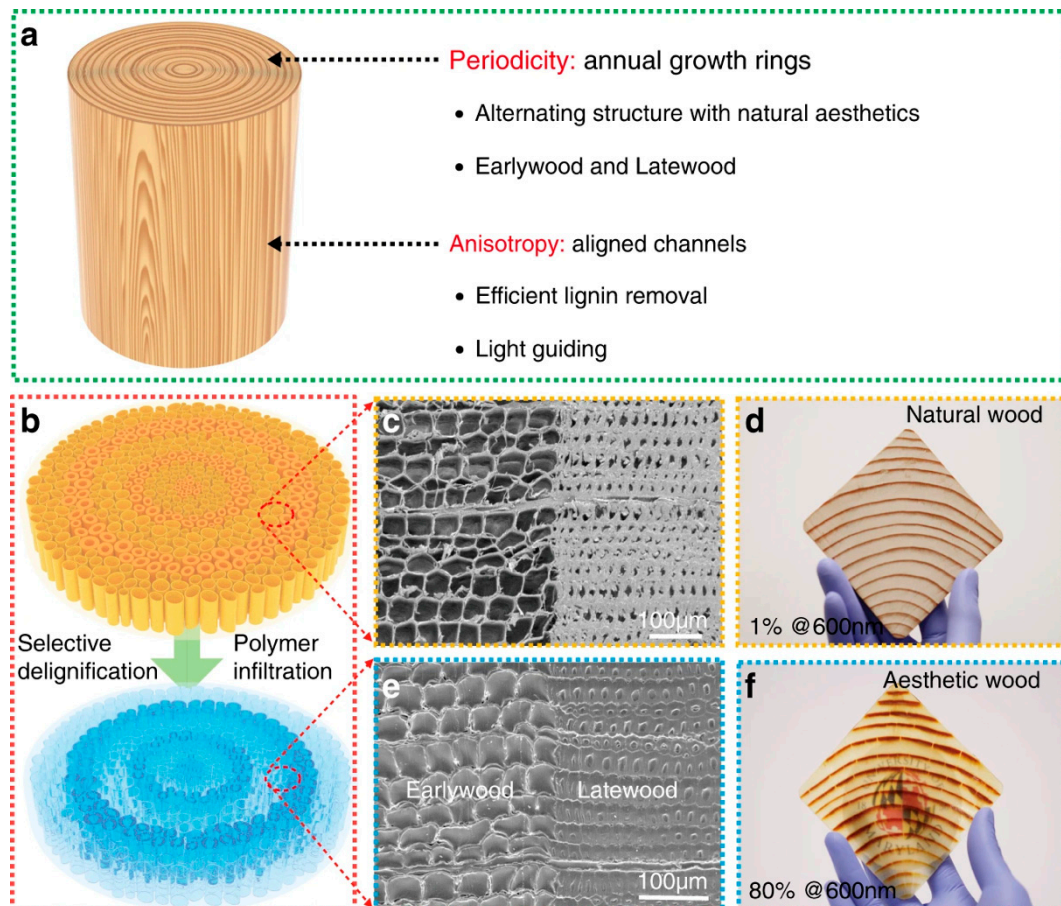 a
Periodicity: annual growth rings
• Alternating structure with natural aesthetics
• Earlywood and Latewood
Anisotropy: aligned channels
• Efficient lignin removal
• Light guiding
b
Selective
delignification
Polymer
infiltration
c
100μm
d
Natural wood
1% @600nm
e
Earlywood
Latewood
100μm
f
Aesthetic wood
80% @600nm